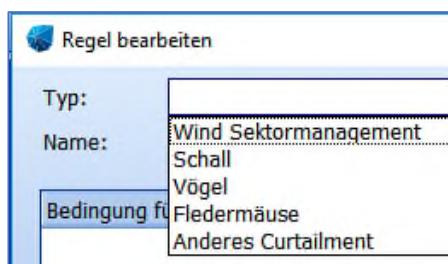 Regel bearbeiten
Typ:
Name:
Wind Sektormanagement
Schall
Vögel
Fledermäuse
Anderes Curtailment
Bedingung fü